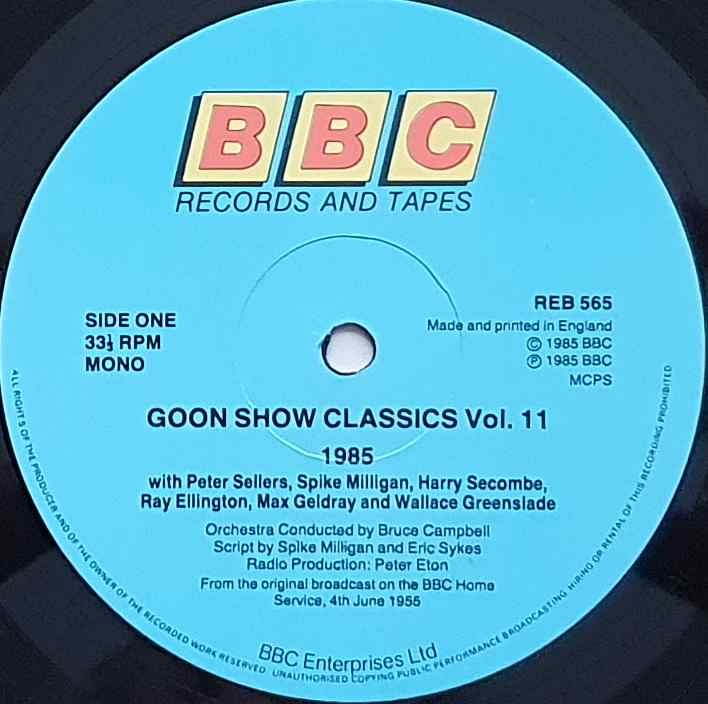 BBC
RECORDS AND TAPES
SIDE ONE
33⅓ RPM
MONO
REB 565
Made and printed in England
Ⓒ 1985 BBC
Ⓟ 1985 BBC
MCPS
GOON SHOW CLASSICS Vol. 11
1985
with Peter Sellers, Spike Milligan, Harry Secombe,
Ray Ellington, Max Geldray and Wallace Greenslade
Orchestra Conducted by Bruce Campbell
Script by Spike Milligan and Eric Sykes
Radio Production: Peter Eton
From the original broadcast on the BBC Home
Service, 4th June 1955
BBC Enterprises Ltd
ALL RIGHTS OF THE PRODUCER AND OF THE OWNER OF THE RECORDED WORK RESERVED. UNAUTHORISED COPYING PUBLIC PERFORMANCE BROADCASTING HIRING OR RENTAL OF THIS RECORDING PROHIBITED